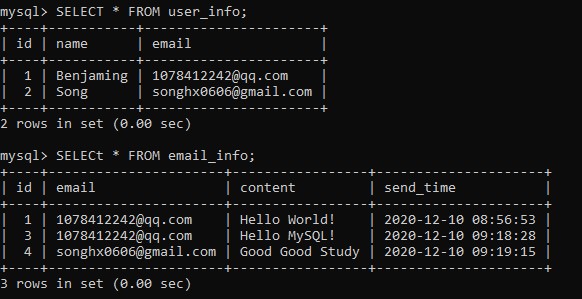 mysql> SELECT * FROM user_info;
+----+-----------+----------------------+
| id | name      | email                |
+----+-----------+----------------------+
|  1 | Benjaming | 1078412242@qq.com    |
|  2 | Song      | songhx0606@gmail.com |
+----+-----------+----------------------+
2 rows in set (0.00 sec)
mysql> SELECt * FROM email_info;
+----+----------------------+-----------------+---------------------+
| id | email                | content         | send_time           |
+----+----------------------+-----------------+---------------------+
|  1 | 1078412242@qq.com    | Hello World!    | 2020-12-10 08:56:53 |
|  3 | 1078412242@qq.com    | Hello MySQL!    | 2020-12-10 09:18:28 |
|  4 | songhx0606@gmail.com | Good Good Study | 2020-12-10 09:19:15 |
+----+----------------------+-----------------+---------------------+
3 rows in set (0.00 sec)